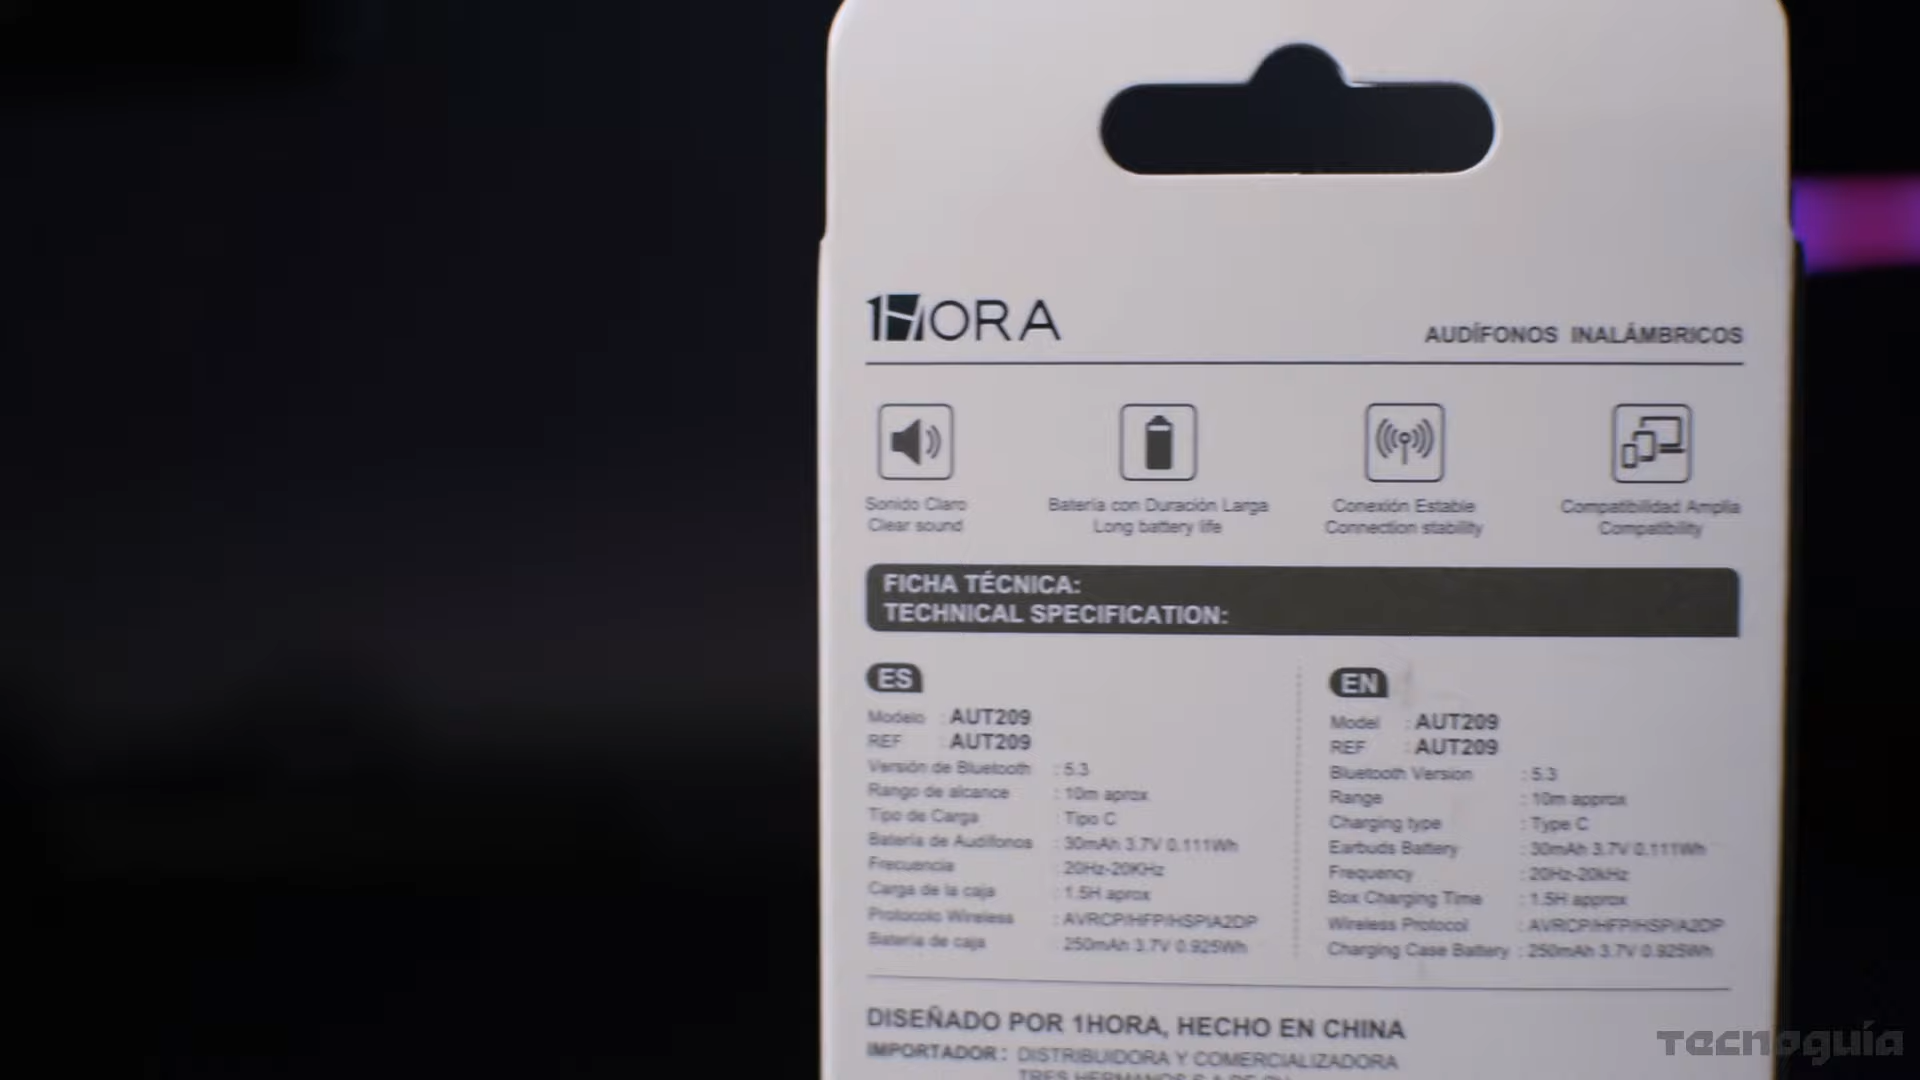 1HORA
AUDÍFONOS INALÁMBRICOS
Sonido Claro
Clear sound
Batería con Duración Larga
Long battery life
Conexión Estable
Connection stability
Compatibilidad Amplia
Compatibility
FICHA TÉCNICA:
TECHNICAL SPECIFICATION:
ES
Modelo : AUT209
REF : AUT209
Versión de Bluetooth : 5.3
Rango de alcance : 10m aprox
Tipo de Carga : Tipo C
Batería de Audífonos : 30mAh 3.7V 0.111Wh
Frecuencia : 20Hz-20KHz
Carga de la caja : 1.5H aprox
Protocolo Wireless : AVRCP/HFP/HSP/A2DP
Batería de caja : 250mAh 3.7V 0.925Wh
EN
Model : AUT209
REF : AUT209
Bluetooth Version : 5.3
Range : 10m approx
Charging type : Type C
Earbuds Battery : 30mAh 3.7V 0.111Wh
Frequency : 20Hz-20kHz
Box Charging Time : 1.5H approx
Wireless Protocol : AVRCP/HFP/HSP/A2DP
Charging Case Battery : 250mAh 3.7V 0.925Wh
DISEÑADO POR 1HORA, HECHO EN CHINA
IMPORTADOR : DISTRIBUIDORA Y COMERCIALIZADORA
TRES HERMANOS S.A DE CV
Tecnoguía